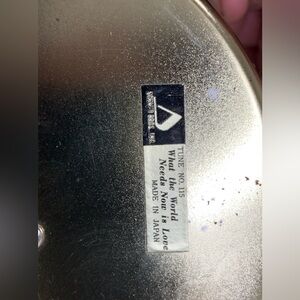 TUNE NO. 115
What the World
Needs Now is Love
MADE IN JAPAN